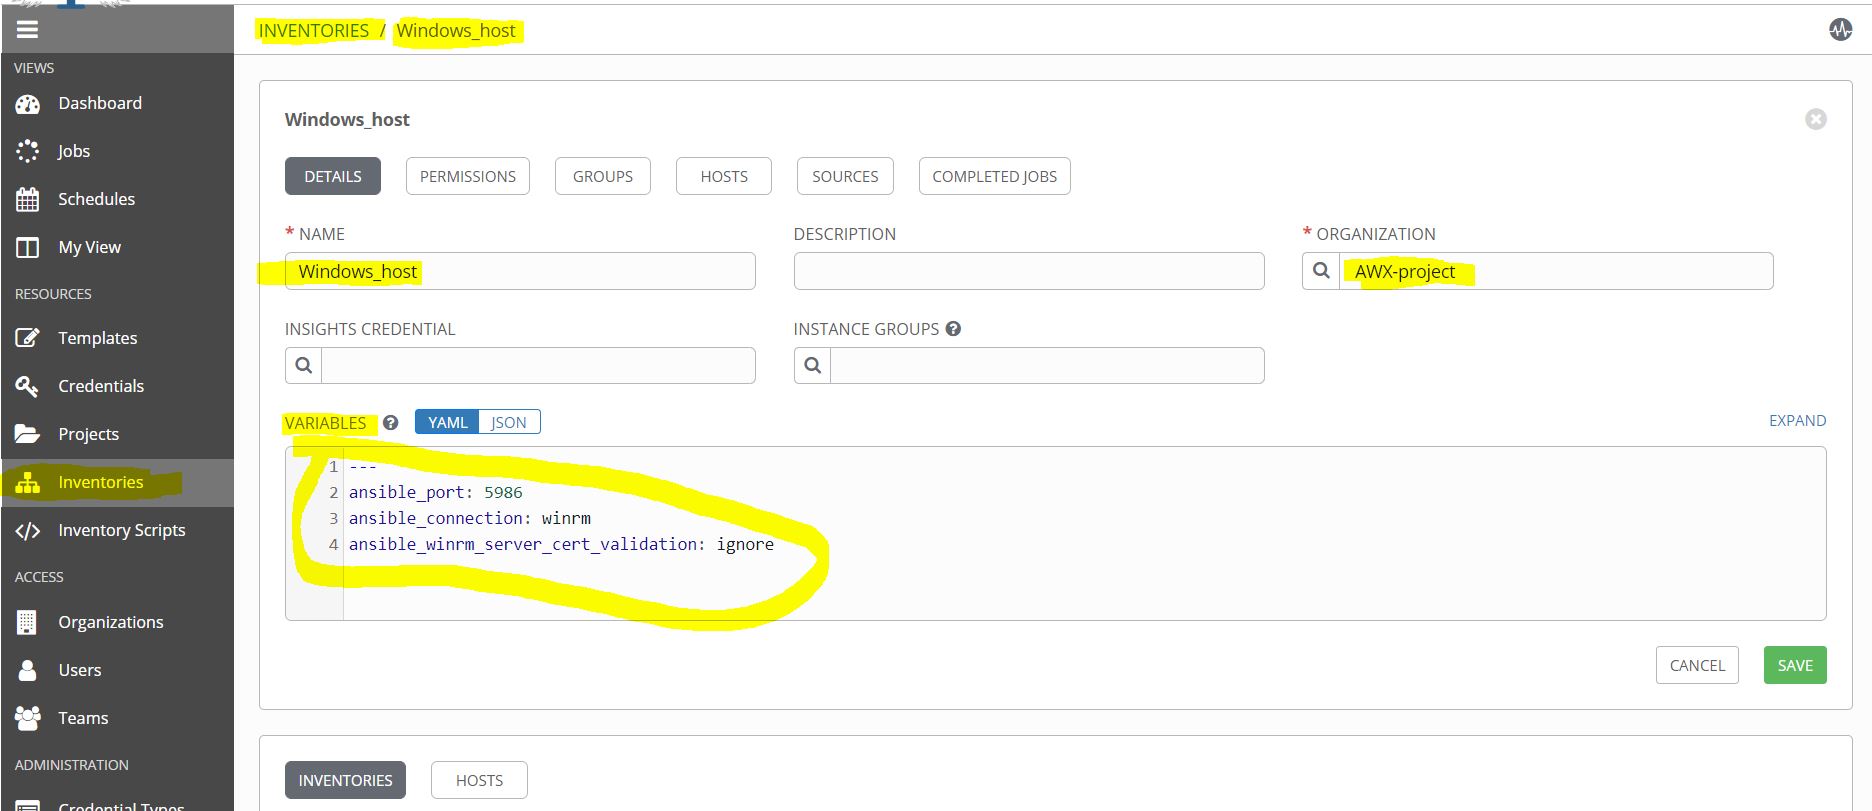 INVENTORIES / Windows_host
VIEWS
Dashboard
Jobs
Schedules
My View
RESOURCES
Templates
Credentials
Projects
Inventories
Inventory Scripts
ACCESS
Organizations
Users
Teams
ADMINISTRATION
Credential Types
Windows_host
DETAILS PERMISSIONS GROUPS HOSTS SOURCES COMPLETED JOBS
* NAME DESCRIPTION * ORGANIZATION
Windows_host AWX-project
INSIGHTS CREDENTIAL INSTANCE GROUPS ?
VARIABLES ? YAML JSON EXPAND
1 ---
2 ansible_port: 5986
3 ansible_connection: winrm
4 ansible_winrm_server_cert_validation: ignore
CANCEL SAVE
INVENTORIES HOSTS